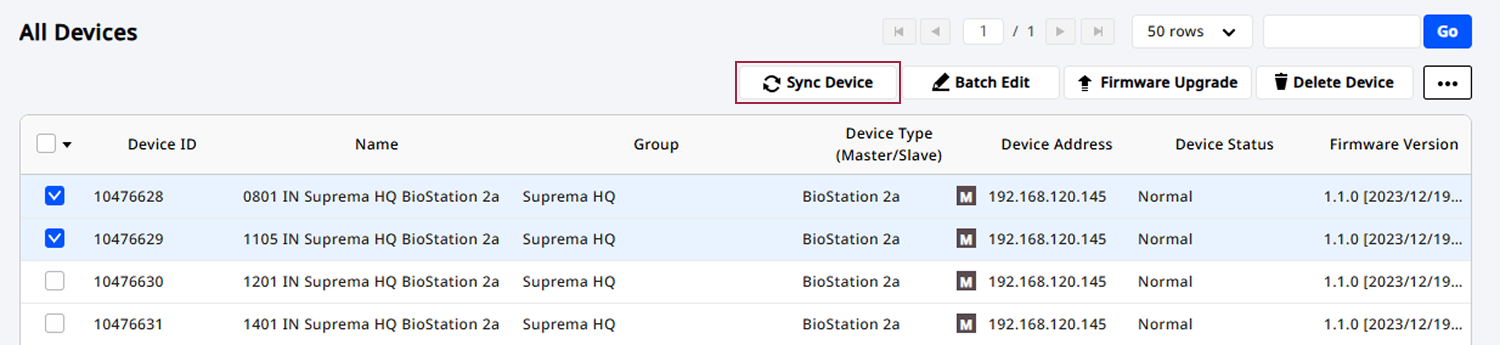 All Devices
1 / 1 50 rows Go
Sync Device Batch Edit Firmware Upgrade Delete Device •••
Device ID Name Group Device Type (Master/Slave) Device Address Device Status Firmware Version
10476628 0801 IN Suprema HQ BioStation 2a Suprema HQ BioStation 2a M 192.168.120.145 Normal 1.1.0 [2023/12/19...
10476629 1105 IN Suprema HQ BioStation 2a Suprema HQ BioStation 2a M 192.168.120.145 Normal 1.1.0 [2023/12/19...
10476630 1201 IN Suprema HQ BioStation 2a Suprema HQ BioStation 2a M 192.168.120.145 Normal 1.1.0 [2023/12/19...
10476631 1401 IN Suprema HQ BioStation 2a Suprema HQ BioStation 2a M 192.168.120.145 Normal 1.1.0 [2023/12/19...